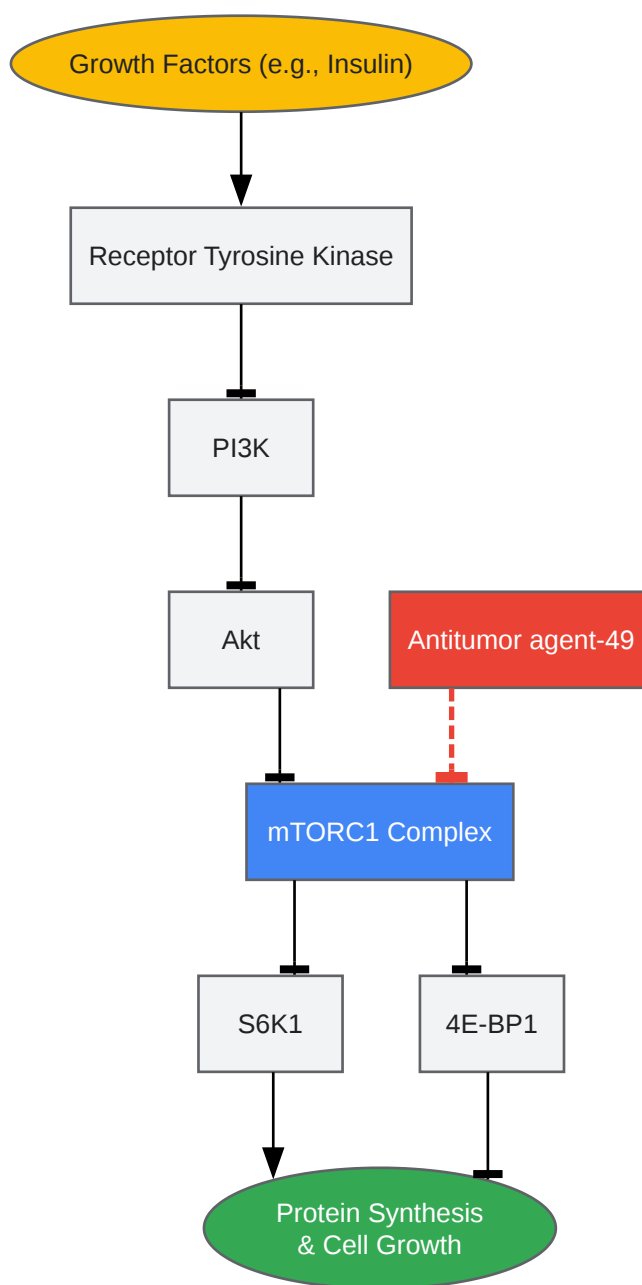 Growth Factors (e.g., Insulin)
Receptor Tyrosine Kinase
PI3K
Akt
Antitumor agent-49
mTORC1 Complex
S6K1
4E-BP1
Protein Synthesis
& Cell Growth